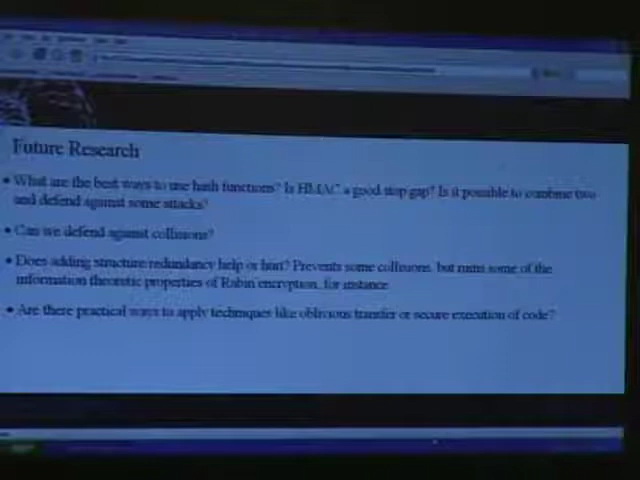 Future Research
• What are the best ways to use hash functions? Is HMAC a good stop gap? Is it possible to combine two
and defend against some attacks?
• Can we defend against collisions?
• Does adding structure/redundancy help or hurt? Prevents some collisions, but ruins some of the
information theoretic properties of Rabin encryption, for instance
• Are there practical ways to apply techniques like oblivious transfer or secure execution of code?